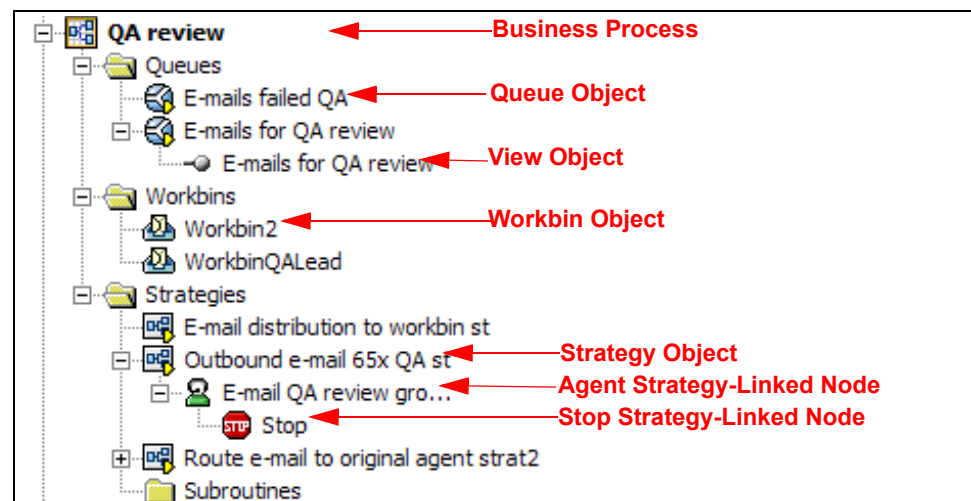 QA review Business Process
Queues
E-mails failed QA Queue Object
E-mails for QA review
E-mails for QA review View Object
Workbins
Workbin2 Workbin Object
WorkbinQALead
Strategies
E-mail distribution to workbin st
Outbound e-mail 65x QA st Strategy Object
E-mail QA review gro... Agent Strategy-Linked Node
STOP Stop Stop Strategy-Linked Node
Route e-mail to original agent strat2
Subroutines